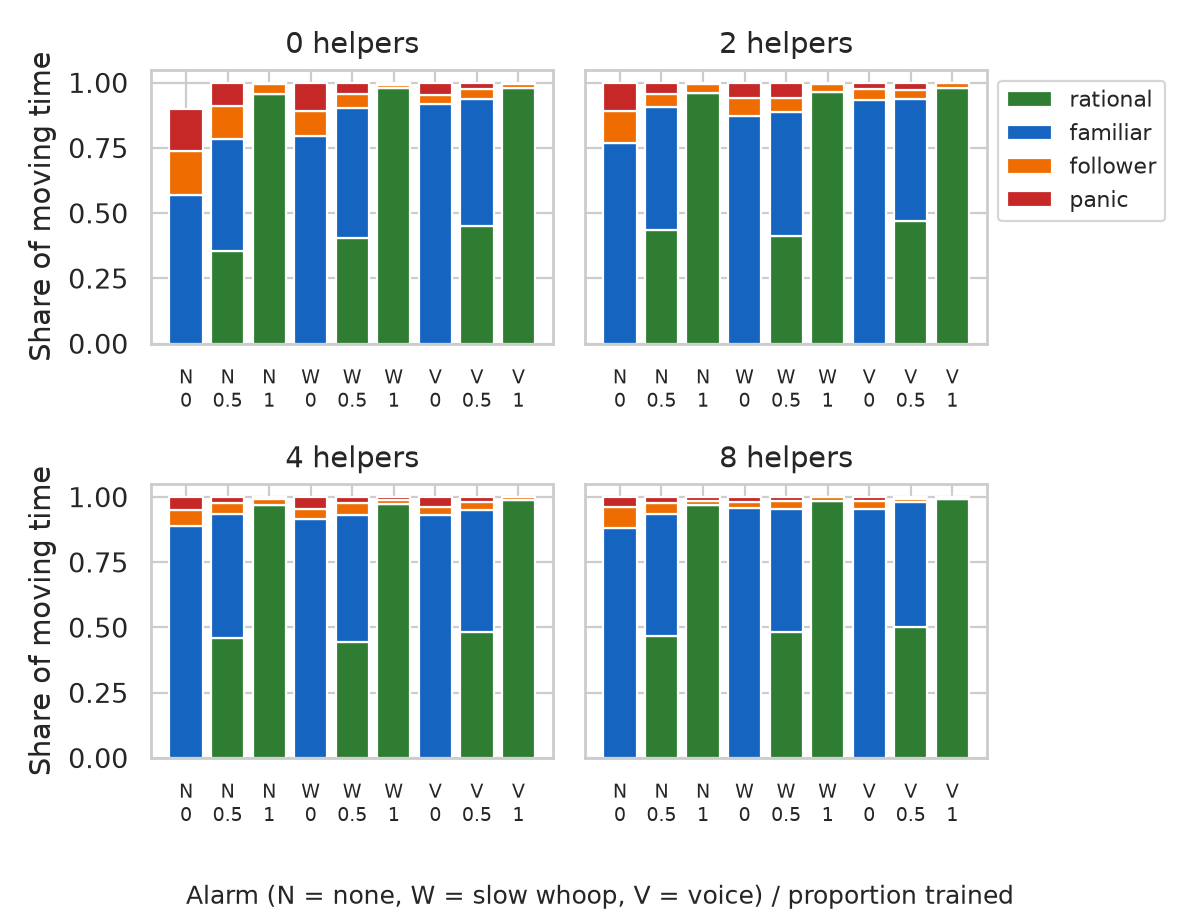 0 helpers
2 helpers
Share of moving time
1.00
0.75
0.50
0.25
0.00
N W V
N N N W W W V V V
0 0.5 1 0 0.5 1 0 0.5 1
N N N W W W V V V
0 0.5 1 0 0.5 1 0 0.5 1
rational
familiar
follower
panic
4 helpers
8 helpers
Share of moving time
1.00
0.75
0.50
0.25
0.00
N N N W W W V V V
0 0.5 1 0 0.5 1 0 0.5 1
N N N W W W V V V
0 0.5 1 0 0.5 1 0 0.5 1
Alarm (N = none, W = slow whoop, V = voice) / proportion trained